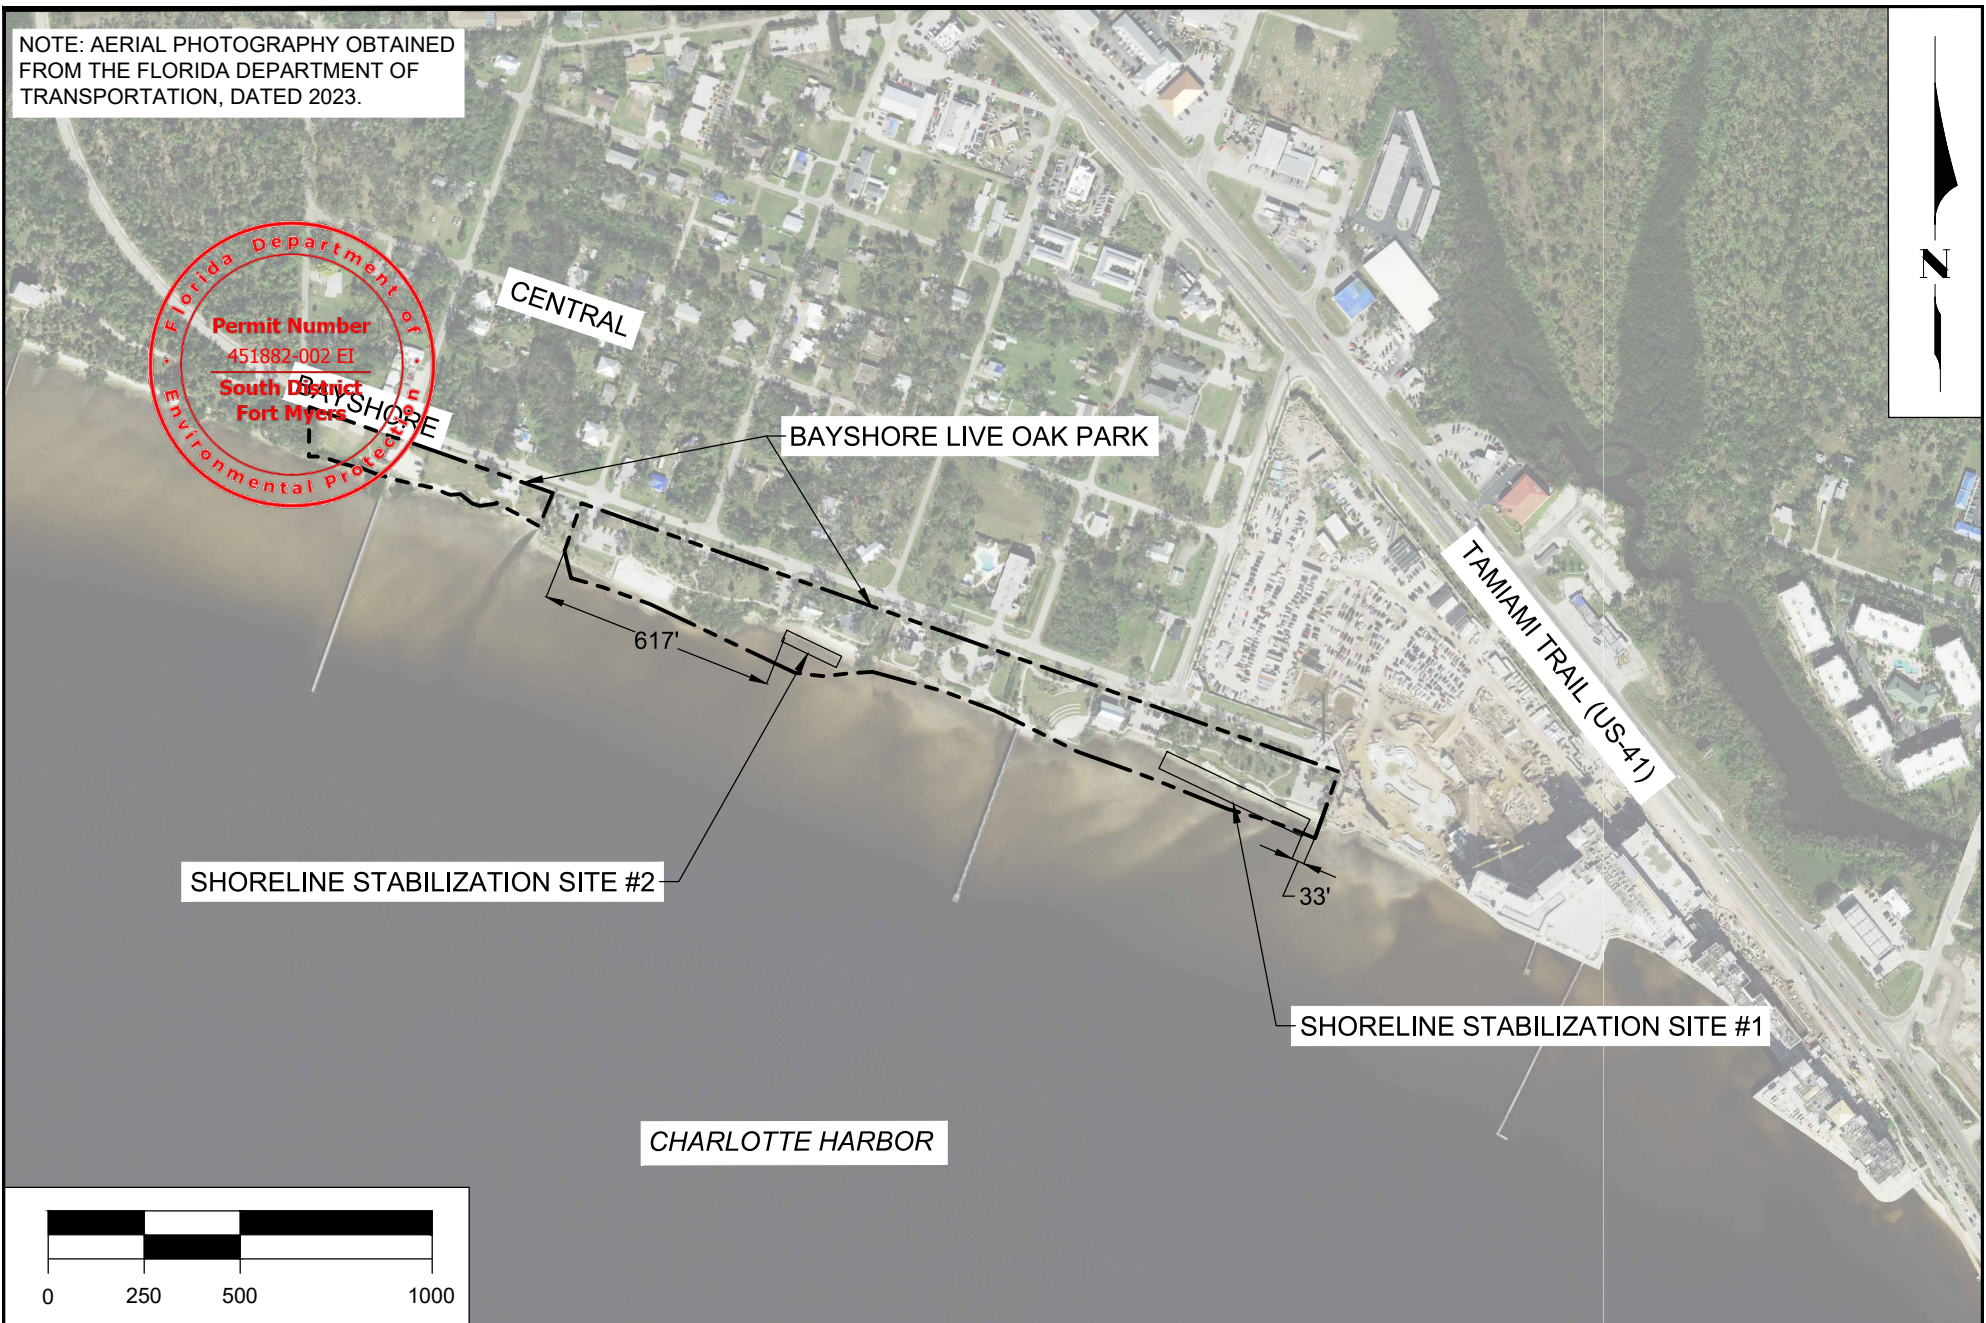 NOTE: AERIAL PHOTOGRAPHY OBTAINED
FROM THE FLORIDA DEPARTMENT OF
TRANSPORTATION, DATED 2023.
N
Florida Department of
Environmental Protection
Permit Number
451882-002 EI
South District
Fort Myers
CENTRAL
BAYSHORE
BAYSHORE LIVE OAK PARK
TAMIAMI TRAIL (US-41)
617'
SHORELINE STABILIZATION SITE #2
33'
SHORELINE STABILIZATION SITE #1
CHARLOTTE HARBOR
0 250 500 1000